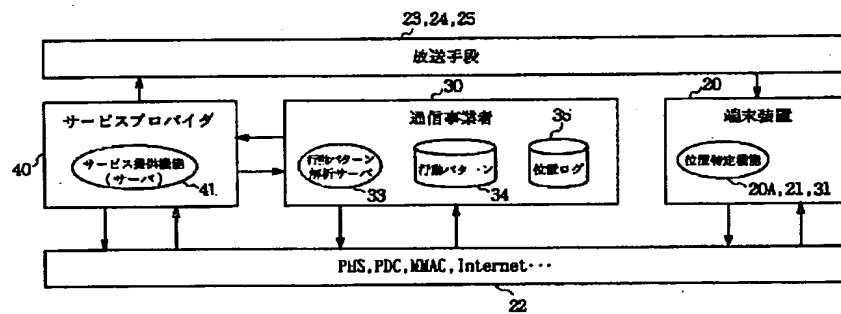 23,24,25
放送手段
サービスプロバイダ
40
サービス提供機能
(サーバ)
41
30
通信事業者
行動パターン
解析サーバ
33
行動パターン
34
35
位置ログ
20
端末装置
位置特定機能
20A,21,31
PHS,PDC,MMAC,Internet···
22